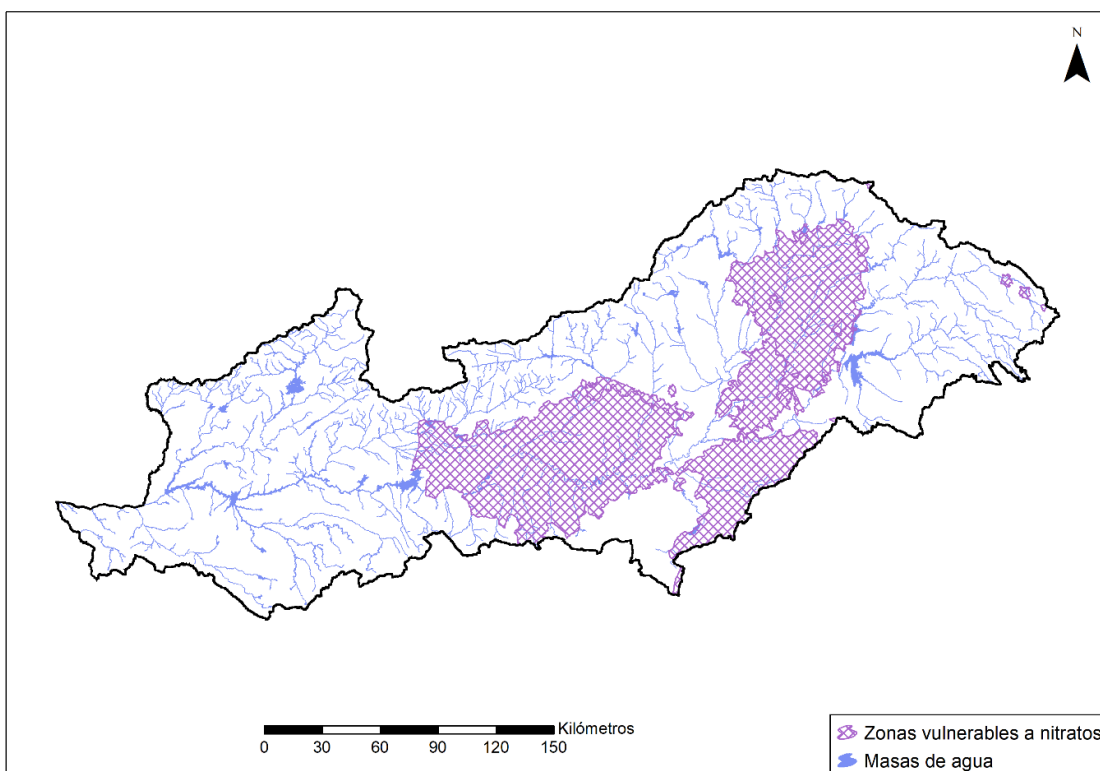 N
Kilómetros
0 30 60 90 120 150
Zonas vulnerables a nitratos
Masas de agua